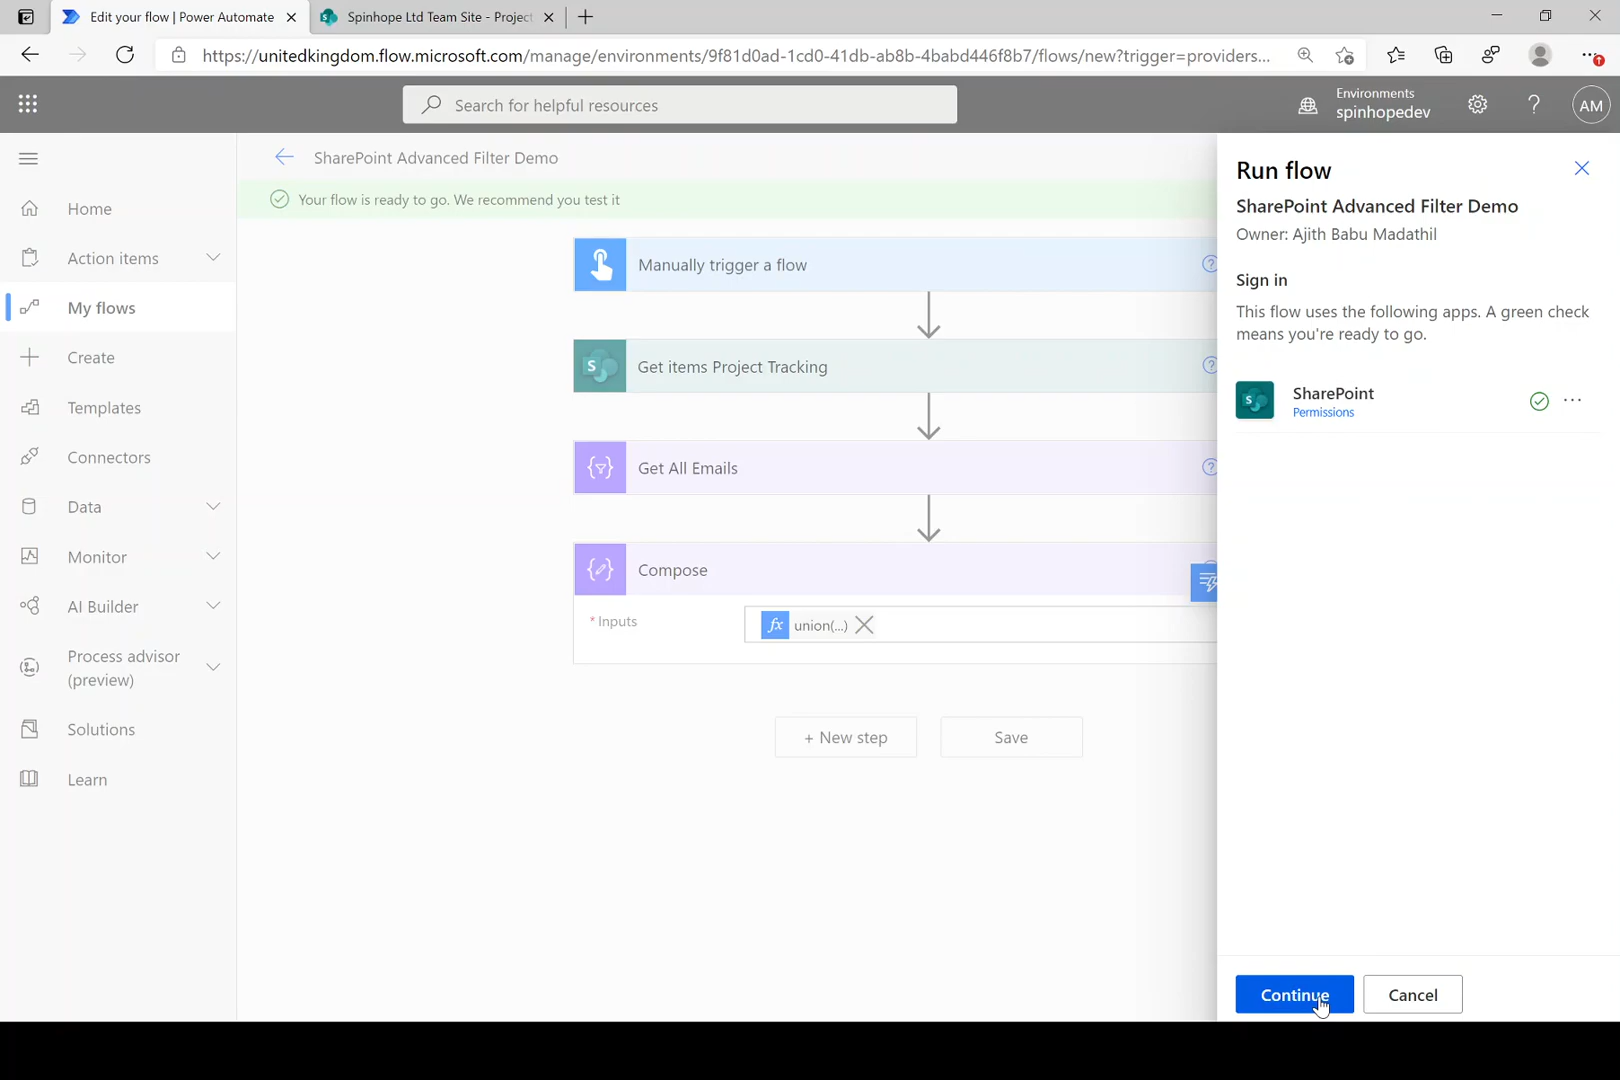 Edit your flow | Power Automate
Spinhope Ltd Team Site - Project
https://unitedkingdom.flow.microsoft.com/manage/environments/9f81d0ad-1cd0-41db-ab8b-4babd446f8b7/flows/new?trigger=providers...
Search for helpful resources
Environments
spinhopedev
?
AM
SharePoint Advanced Filter Demo
Your flow is ready to go. We recommend you test it
Home
Action items
My flows
Create
Templates
Connectors
Data
Monitor
AI Builder
Process advisor
(preview)
Solutions
Learn
Manually trigger a flow
?
S
Get items Project Tracking
?
Get All Emails
?
Compose
* Inputs
fx union(...)
+ New step
Save
Run flow
SharePoint Advanced Filter Demo
Owner: Ajith Babu Madathil
Sign in
This flow uses the following apps. A green check
means you're ready to go.
S
SharePoint
Permissions
...
Continue
Cancel